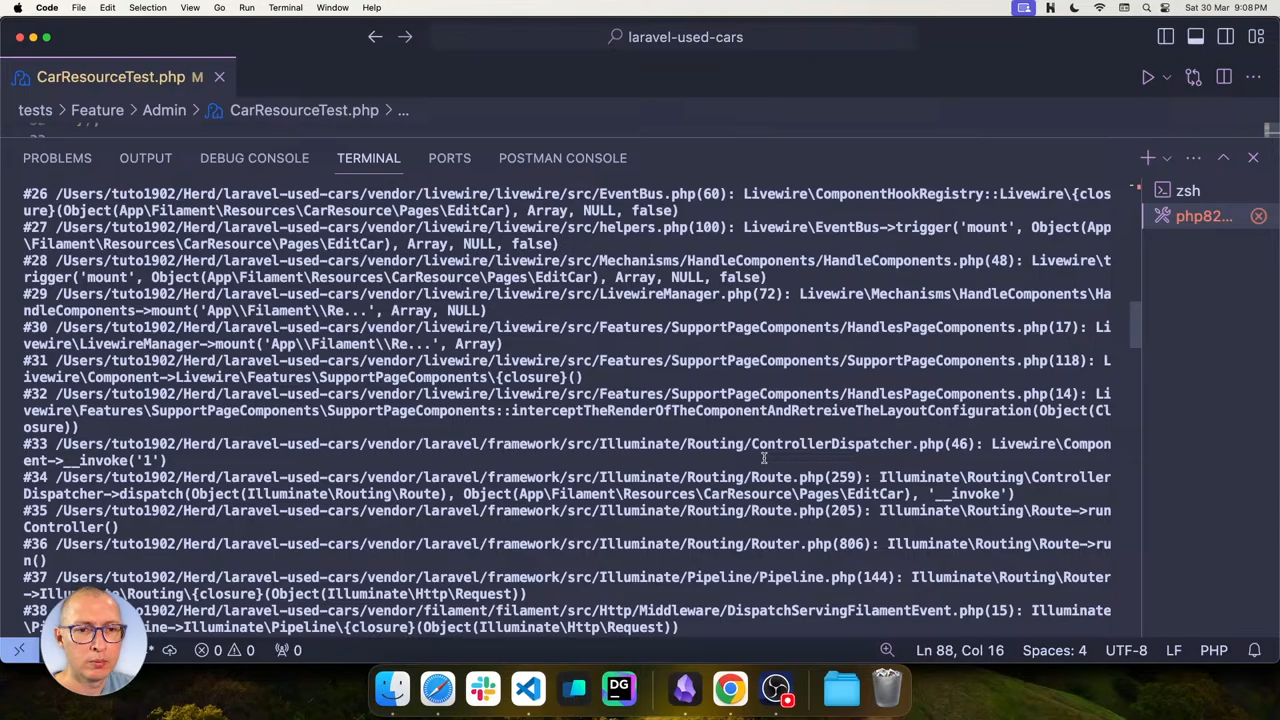 Code File Edit Selection View Go Run Terminal Window Help Sat 30 Mar 9:08 PM
laravel-used-cars
CarResourceTest.php M
tests > Feature > Admin > CarResourceTest.php > ...
PROBLEMS OUTPUT DEBUG CONSOLE TERMINAL PORTS POSTMAN CONSOLE
zsh
php82...
#26 /Users/tuto1902/Herd/laravel-used-cars/vendor/livewire/livewire/src/EventBus.php(60): Livewire\ComponentHookRegistry::Livewire\{clos
ure}(Object(App\Filament\Resources\CarResource\Pages\EditCar), Array, NULL, false)
#27 /Users/tuto1902/Herd/laravel-used-cars/vendor/livewire/livewire/src/helpers.php(100): Livewire\EventBus->trigger('mount', Object(App
\Filament\Resources\CarResource\Pages\EditCar), Array, NULL, false)
#28 /Users/tuto1902/Herd/laravel-used-cars/vendor/livewire/livewire/src/Mechanisms/HandleComponents/HandleComponents.php(48): Livewire\t
rigger('mount', Object(App\Filament\Resources\CarResource\Pages\EditCar), Array, NULL, false)
#29 /Users/tuto1902/Herd/laravel-used-cars/vendor/livewire/livewire/src/LivewireManager.php(72): Livewire\Mechanisms\HandleComponents\Ha
ndleComponents->mount('App\\Filament\\Re...', Array, NULL)
#30 /Users/tuto1902/Herd/laravel-used-cars/vendor/livewire/livewire/src/Features/SupportPageComponents/HandlesPageComponents.php(17): Li
vewire\LivewireManager->mount('App\\Filament\\Re...', Array)
#31 /Users/tuto1902/Herd/laravel-used-cars/vendor/livewire/livewire/src/Features/SupportPageComponents/SupportPageComponents.php(118): L
ivewire\Component->Livewire\Features\SupportPageComponents\{closure}()
#32 /Users/tuto1902/Herd/laravel-used-cars/vendor/livewire/livewire/src/Features/SupportPageComponents/HandlesPageComponents.php(14): Li
vewire\Features\SupportPageComponents\SupportPageComponents::interceptTheRenderOfTheComponentAndRetreiveTheLayoutConfiguration(Object(Cl
osure))
#33 /Users/tuto1902/Herd/laravel-used-cars/vendor/laravel/framework/src/Illuminate/Routing/ControllerDispatcher.php(46): Livewire\Compon
ent->__invoke('1')
#34 /Users/tuto1902/Herd/laravel-used-cars/vendor/laravel/framework/src/Illuminate/Routing/Route.php(259): Illuminate\Routing\Controller
Dispatcher->dispatch(Object(Illuminate\Routing\Route), Object(App\Filament\Resources\CarResource\Pages\EditCar), '__invoke')
#35 /Users/tuto1902/Herd/laravel-used-cars/vendor/laravel/framework/src/Illuminate/Routing/Route.php(205): Illuminate\Routing\Route->run
Controller()
#36 /Users/tuto1902/Herd/laravel-used-cars/vendor/laravel/framework/src/Illuminate/Routing/Router.php(806): Illuminate\Routing\Route->ru
n()
#37 /Users/tuto1902/Herd/laravel-used-cars/vendor/laravel/framework/src/Illuminate/Pipeline/Pipeline.php(144): Illuminate\Routing\Router
->Ill Routing\{closure}(Object(Illuminate\Http\Request))
#38 /Users/tuto1902/Herd/laravel-used-cars/vendor/filament/filament/src/Http/Middleware/DispatchServingFilamentEvent.php(15): Illuminate
\P line->Illuminate\Pipeline\{closure}(Object(Illuminate\Http\Request))
0 0 0 Ln 88, Col 16 Spaces: 4 UTF-8 LF PHP
DG